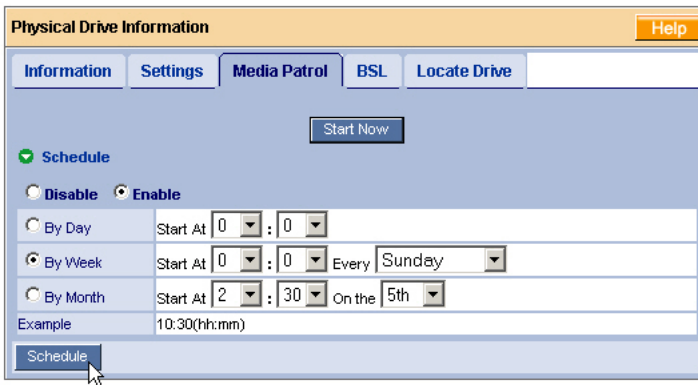 Physical Drive Information Help
Information Settings Media Patrol BSL Locate Drive
Start Now
Schedule
Disable Enable
By Day Start At 0 : 0
By Week Start At 0 : 0 Every Sunday
By Month Start At 2 : 30 On the 5th
Example 10:30(hh:mm)
Schedule